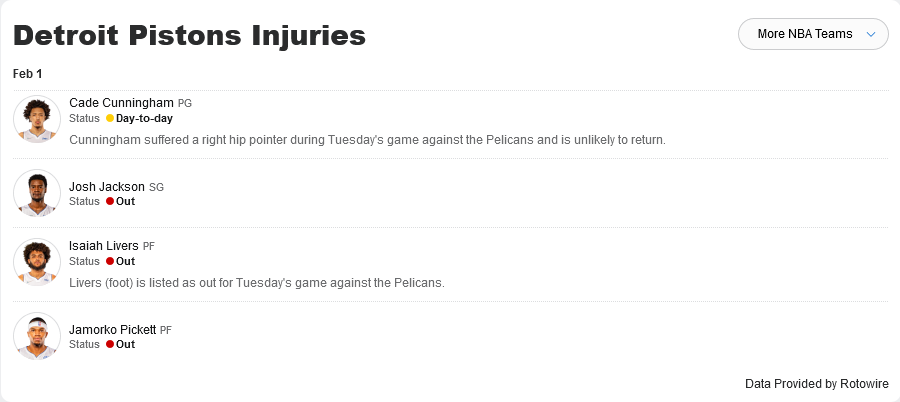 Detroit Pistons Injuries
More NBA Teams
Feb 1
Cade Cunningham PG
Status Day-to-day
Cunningham suffered a right hip pointer during Tuesday's game against the Pelicans and is unlikely to return.
Josh Jackson SG
Status Out
Isaiah Livers PF
Status Out
Livers (foot) is listed as out for Tuesday's game against the Pelicans.
Jamorko Pickett PF
Status Out
Data Provided by Rotowire